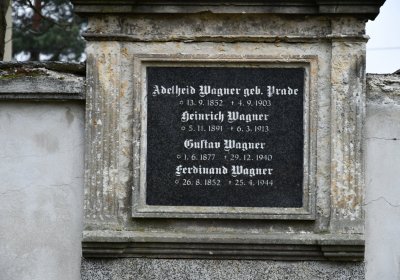 Adelheid Wagner geb. Prade
○ 13. 9. 1852 + 4. 9. 1903
Heinrich Wagner
○ 5. 11. 1891 + 6. 3. 1913
Gustav Wagner
○ 1. 6. 1877 + 29. 12. 1940
Ferdinand Wagner
○ 26. 8. 1852 + 25. 4. 1944